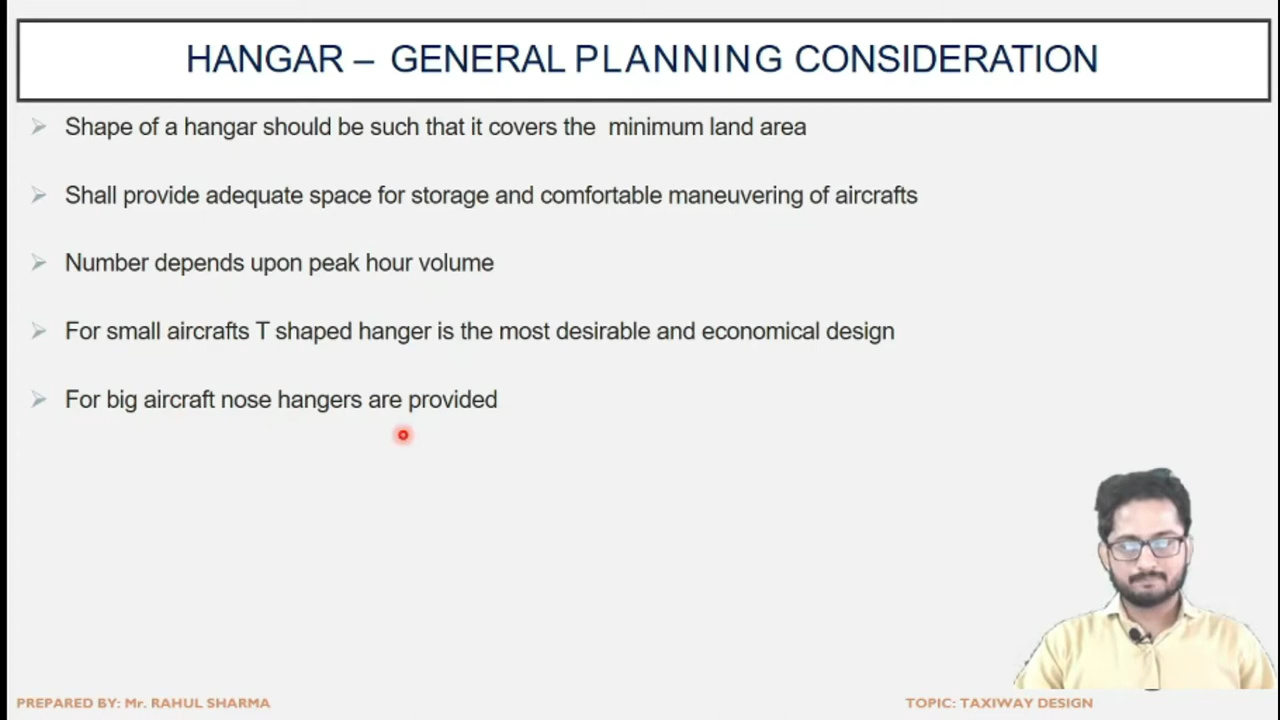 HANGAR – GENERAL PLANNING CONSIDERATION
Shape of a hangar should be such that it covers the minimum land area
Shall provide adequate space for storage and comfortable maneuvering of aircrafts
Number depends upon peak hour volume
For small aircrafts T shaped hanger is the most desirable and economical design
For big aircraft nose hangers are provided
PREPARED BY: Mr. RAHUL SHARMA
TOPIC: TAXIWAY DESIGN